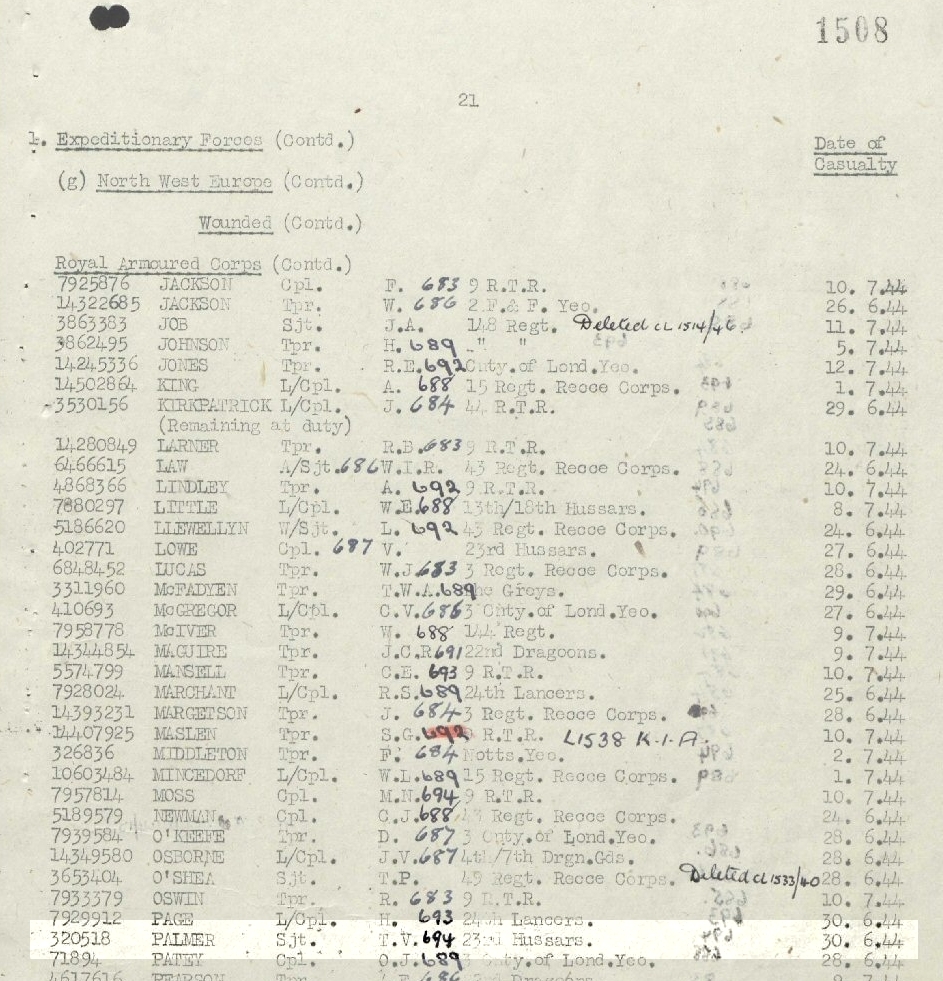 1508
21
1. Expeditionary Forces (Contd.) Date of
Casualty
(g) North West Europe (Contd.)
Wounded (Contd.)
Royal Armoured Corps (Contd.)
7925876 JACKSON Cpl. F. 683 9 R.T.R. 10. 7.44
14322685 JACKSON Tpr. W. 686 2 F.& F. Yeo. 26. 6.44
3863383 JOB Sjt. J.A. 148 Regt. Deleted CL 1514/46 11. 7.44
3862495 JOHNSON Tpr. H. 689 " " 5. 7.44
14245336 JONES Tpr. R.E. 692 Cnty.of Lond.Yeo. 12. 7.44
14502864 KING L/Cpl. A. 688 15 Regt. Recce Corps. 1. 7.44
3530156 KIRKPATRICK L/Cpl. J. 684 44 R.T.R. 29. 6.44
(Remaining at duty)
14280849 LARNER Tpr. R.B. 683 9 R.T.R. 10. 7.44
6466615 LAW A/Sjt. 686 W.I.R. 43 Regt. Recce Corps. 24. 6.44
4868366 LINDLEY Tpr. A. 692 9 R.T.R. 10. 7.44
7880297 LITTLE L/Cpl. W.E. 688 13th/18th Hussars. 8. 7.44
5186620 LLEWELLYN W/Sjt. L. 692 43 Regt. Recce Corps. 24. 6.44
402771 LOWE Cpl. 687 V. 23rd Hussars. 27. 6.44
6848452 LUCAS Tpr. W.J 683 3 Regt. Recce Corps. 28. 6.44
3311960 McFADYEN Tpr. T.W.A. 689 Greys. 29. 6.44
410693 McGREGOR L/Cpl. C.V. 686 3 Cnty.of Lond.Yeo. 27. 6.44
7958778 McIVER Tpr. W. 688 144 Regt. 9. 7.44
14344854 MAGUIRE Tpr. J.C.R 691 22nd Dragoons. 9. 7.44
5574799 MANSELL Tpr. C.E. 693 9 R.T.R. 10. 7.44
7928024 MARCHANT L/Cpl. R.S. 689 24th Lancers. 25. 6.44
14393231 MARGETSON Tpr. J. 684 3 Regt. Recce Corps. 28. 6.44
14407925 MASLEN Tpr. S.G. 692 R.T.R. L1538 K.I.A. 10. 7.44
326836 MIDDLETON Tpr. F. 684 Notts.Yeo. 2. 7.44
10603484 MINGEDORF L/Cpl. W.L. 689 15 Regt. Recce Corps. 1. 7.44
7957814 MOSS Cpl. M.N. 694 9 R.T.R. 10. 7.44
5189579 NEWMAN Cpl. C.J. 688 43 Regt. Recce Corps. 24. 6.44
7939584 O'KEEFE Tpr. D. 687 3 Cnty.of Lond.Yeo. 28. 6.44
14349580 OSBORNE L/Cpl. J.V. 687 4th/7th Drgn.Gds. 28. 6.44
3653404 O'SHEA Sjt. T.P. 49 Regt. Recce Corps. Deleted CL 1533/40 28. 6.44
7933379 OSWIN Tpr. R. 683 9 R.T.R. 10. 7.44
7929912 PAGE L/Cpl. H. 693 24th Lancers. 30. 6.44
320518 PALMER Sjt. T.V. 694 23rd Hussars. 30. 6.44
71894 PATEY Cpl. O.J. 689 3 Cnty.of Lond.Yeo. 28. 6.44
4617616 PEARSON Tpr. 686 Dragoons. 9. 7.44